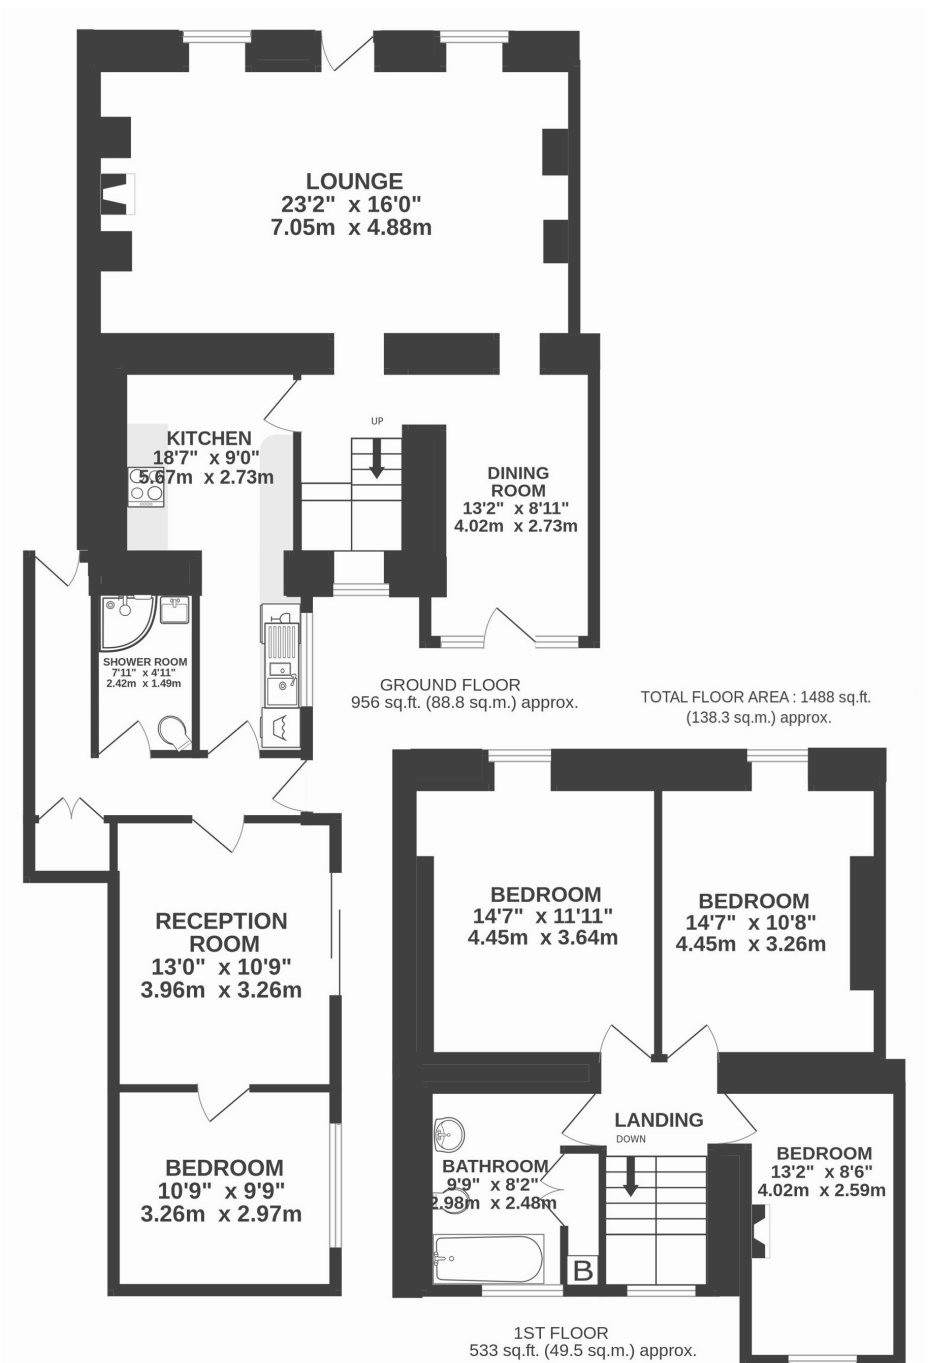 LOUNGE
23'2" x 16'0"
7.05m x 4.88m
KITCHEN
18'7" x 9'0"
5.67m x 2.73m
UP
DINING
ROOM
13'2" x 8'11"
4.02m x 2.73m
SHOWER ROOM
7'11" x 4'11"
2.42m x 1.49m
GROUND FLOOR
956 sq.ft. (88.8 sq.m.) approx.
TOTAL FLOOR AREA : 1488 sq.ft.
(138.3 sq.m.) approx.
RECEPTION
ROOM
13'0" x 10'9"
3.96m x 3.26m
BEDROOM
10'9" x 9'9"
3.26m x 2.97m
BEDROOM
14'7" x 11'11"
4.45m x 3.64m
BEDROOM
14'7" x 10'8"
4.45m x 3.26m
LANDING
DOWN
BATHROOM
9'9" x 8'2"
2.98m x 2.48m
BEDROOM
13'2" x 8'6"
4.02m x 2.59m
B
1ST FLOOR
533 sq.ft. (49.5 sq.m.) approx.